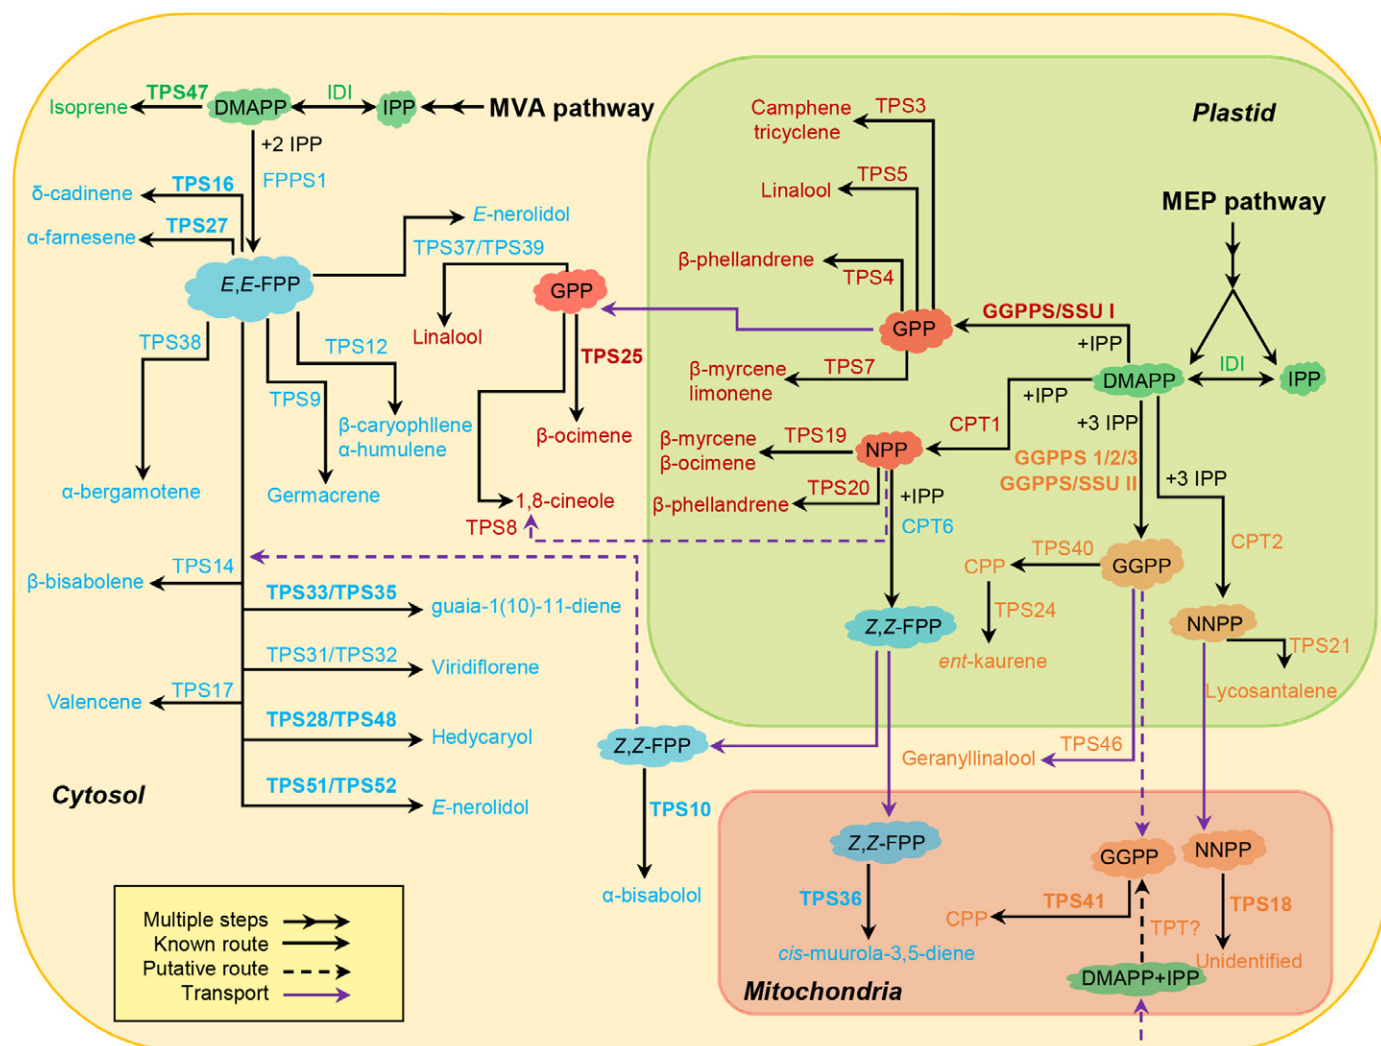 Isoprene
TPS47
DMAPP
IDI
IPP
MVA pathway
+2 IPP
FPPS1
δ-cadinene
TPS16
α-farnesene
TPS27
E,E-FPP
E-nerolidol
TPS37/TPS39
GPP
Linalool
TPS25
TPS38
TPS12
TPS9
β-caryophllene
α-humulene
β-ocimene
α-bergamotene
Germacrene
1,8-cineole
TPS8
β-bisabolene
TPS14
TPS33/TPS35
guaia-1(10)-11-diene
TPS31/TPS32
Viridiflorene
Valencene
TPS17
TPS28/TPS48
Hedycaryol
TPS51/TPS52
E-nerolidol
Cytosol
Z,Z-FPP
TPS10
α-bisabolol
Plastid
Camphene
tricyclene
TPS3
Linalool
TPS5
β-phellandrene
TPS4
GPP
GGPPS/SSU I
+IPP
MEP pathway
β-myrcene
limonene
TPS7
DMAPP
IDI
IPP
+IPP
CPT1
+3 IPP
β-myrcene
β-ocimene
TPS19
NPP
GGPPS 1/2/3
GGPPS/SSU II
+3 IPP
β-phellandrene
TPS20
+IPP
CPT6
CPT2
CPP
TPS40
GGPP
TPS24
ent-kaurene
Z,Z-FPP
NNPP
TPS21
Lycosantalene
Geranyllinalool
TPS46
Z,Z-FPP
TPS36
cis-muurola-3,5-diene
GGPP
NNPP
CPP
TPS41
TPT?
TPS18
Unidentified
DMAPP+IPP
Mitochondria
Multiple steps
Known route
Putative route
Transport